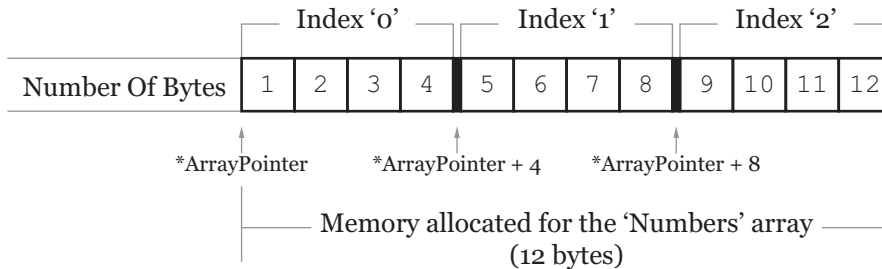 Index ‘0’ Index ‘1’ Index ‘2’
Number Of Bytes 1 2 3 4 5 6 7 8 9 10 11 12
*ArrayPointer *ArrayPointer + 4 *ArrayPointer + 8
Memory allocated for the ‘Numbers’ array
(12 bytes)